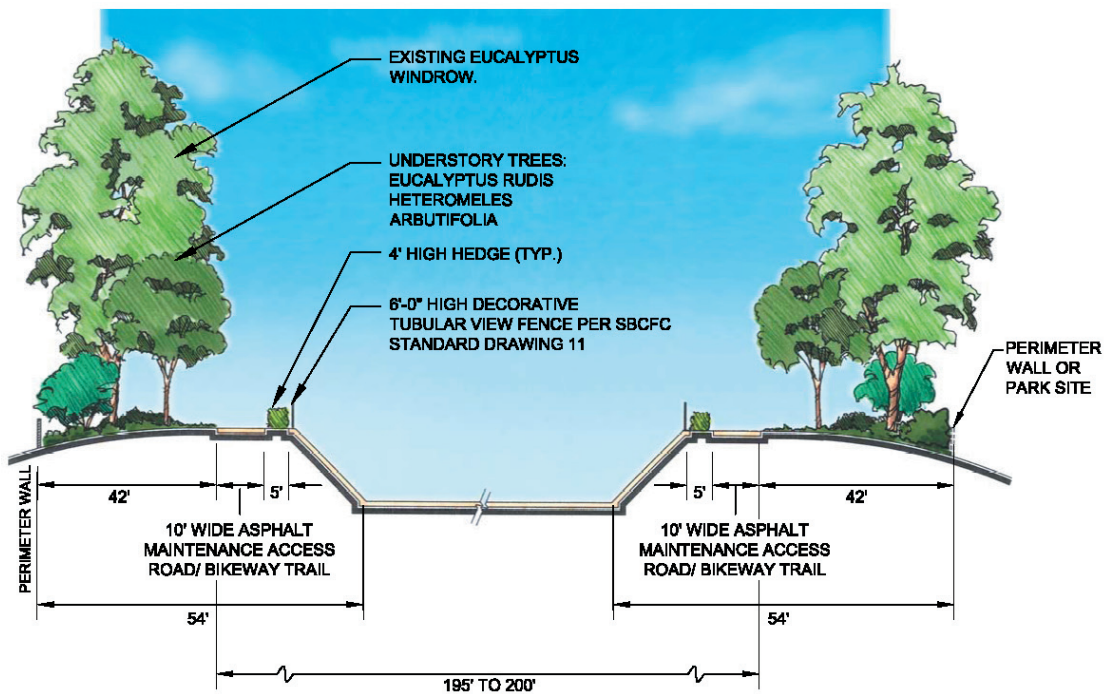 EXISTING EUCALYPTUS
WINDROW.
UNDERSTORY TREES:
EUCALYPTUS RUDIS
HETEROMELES
ARBUTIFOLIA
4' HIGH HEDGE (TYP.)
6'-0" HIGH DECORATIVE
TUBULAR VIEW FENCE PER SBCFC
STANDARD DRAWING 11
PERIMETER
WALL OR
PARK SITE
PERIMETER WALL
42'
5'
10' WIDE ASPHALT
MAINTENANCE ACCESS
ROAD/ BIKEWAY TRAIL
5'
42'
10' WIDE ASPHALT
MAINTENANCE ACCESS
ROAD/ BIKEWAY TRAIL
54'
54'
195' TO 200'